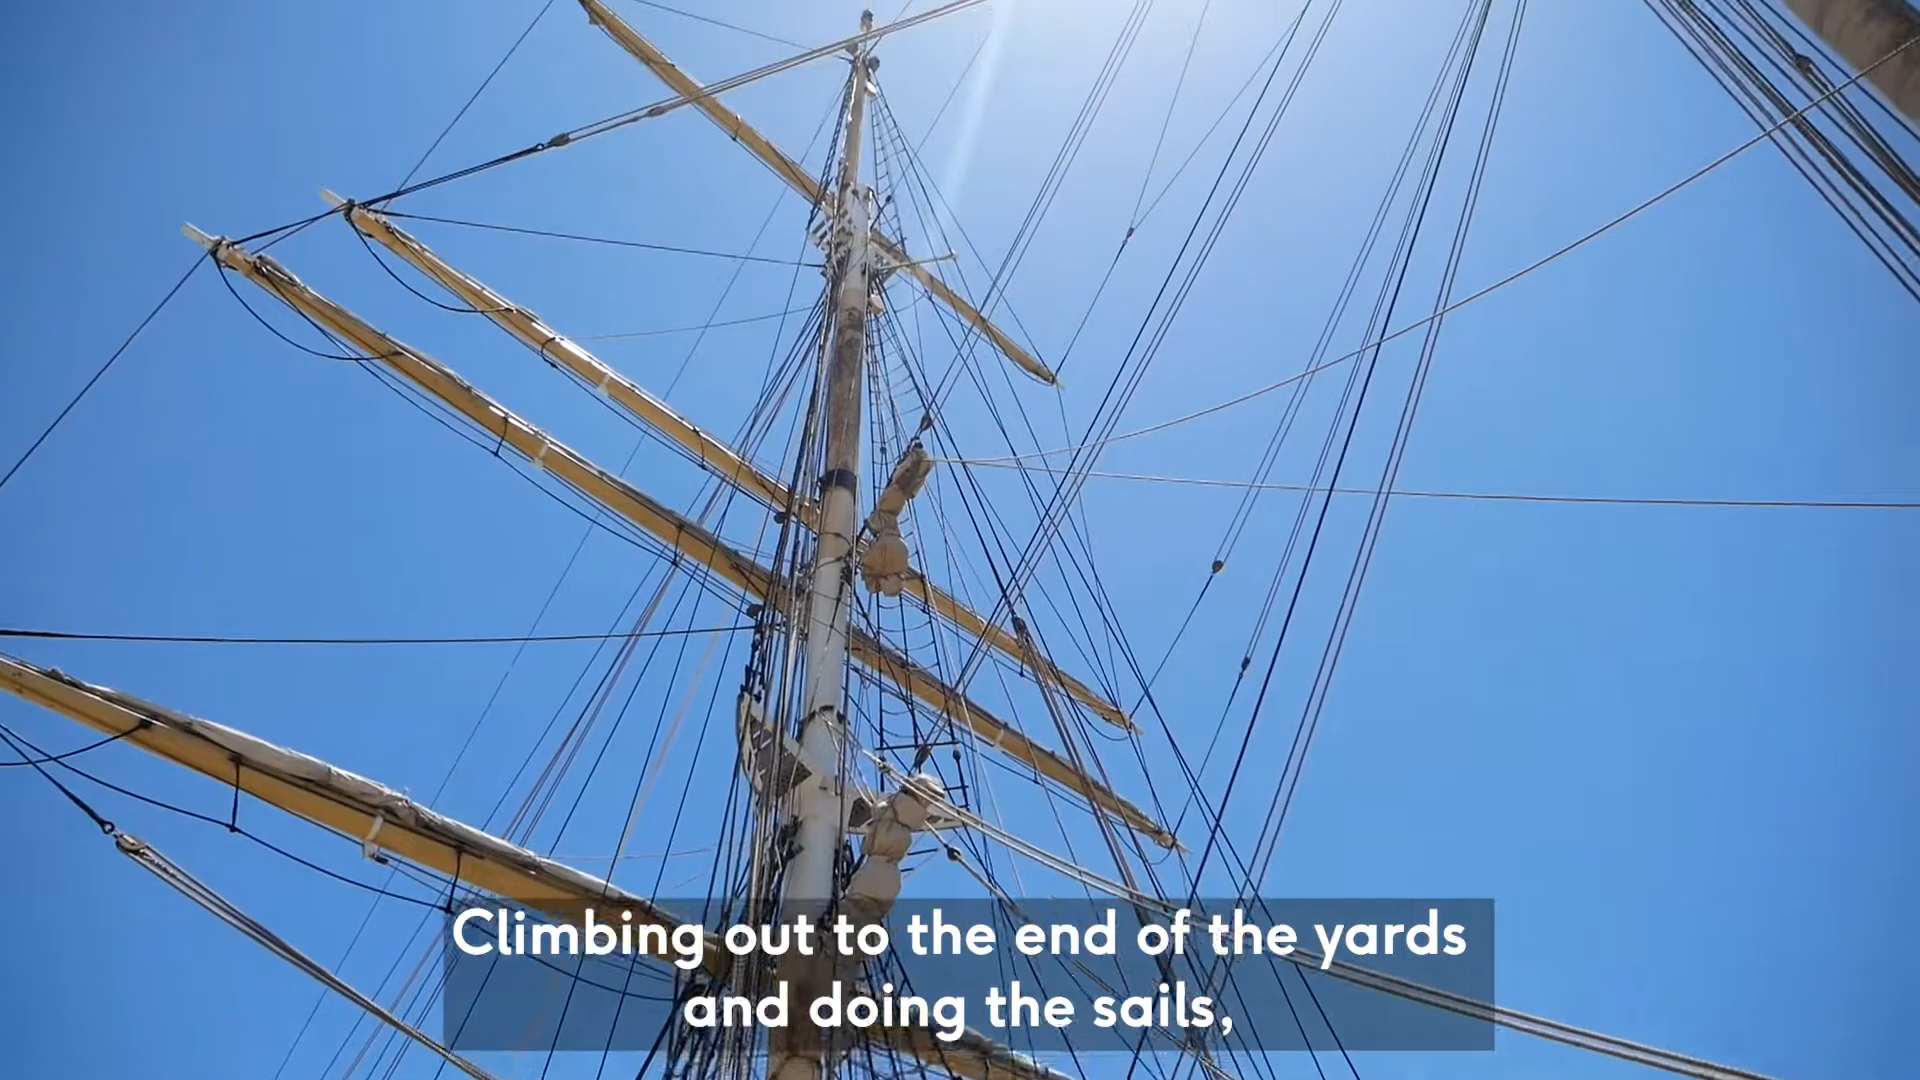 Climbing out to the end of the yards
and doing the sails,